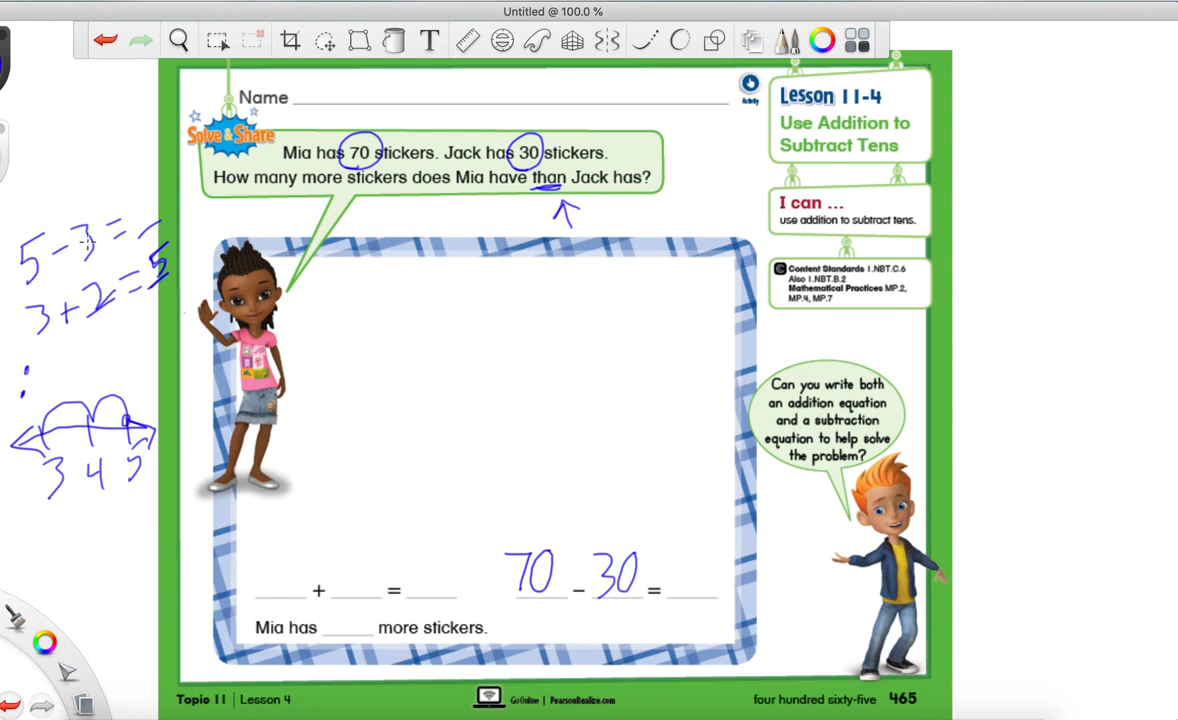 Untitled @ 100.0 %
Name
Activity
Lesson 11-4
Use Addition to
Subtract Tens
Solve & Share
Mia has 70 stickers. Jack has 30 stickers.
How many more stickers does Mia have than Jack has?
I can ...
use addition to subtract tens.
Content Standards 1.NBT.C.6
Also 1.NBT.B.2
Mathematical Practices MP.2,
MP.4, MP.7
5 - 3 =
3 + 2 = 5
3 4 5
Can you write both
an addition equation
and a subtraction
equation to help solve
the problem?
+ =
70 - 30 =
Mia has more stickers.
Topic 11 | Lesson 4
Go Online | PearsonRealize.com
four hundred sixty-five 465